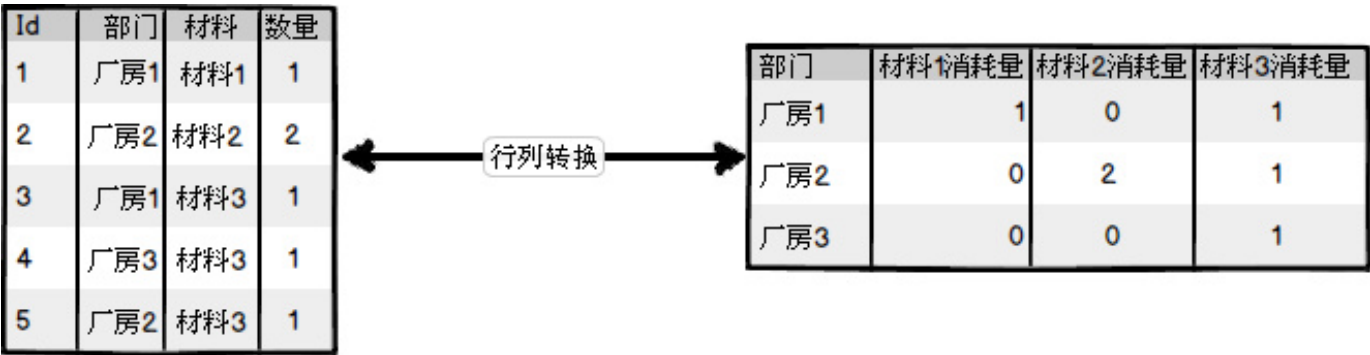 Id 部门 材料 数量
1 厂房1 材料1 1
2 厂房2 材料2 2
3 厂房1 材料3 1
4 厂房3 材料3 1
5 厂房2 材料3 1
行列转换
部门 材料1消耗量 材料2消耗量 材料3消耗量
厂房1 1 0 1
厂房2 0 2 1
厂房3 0 0 1